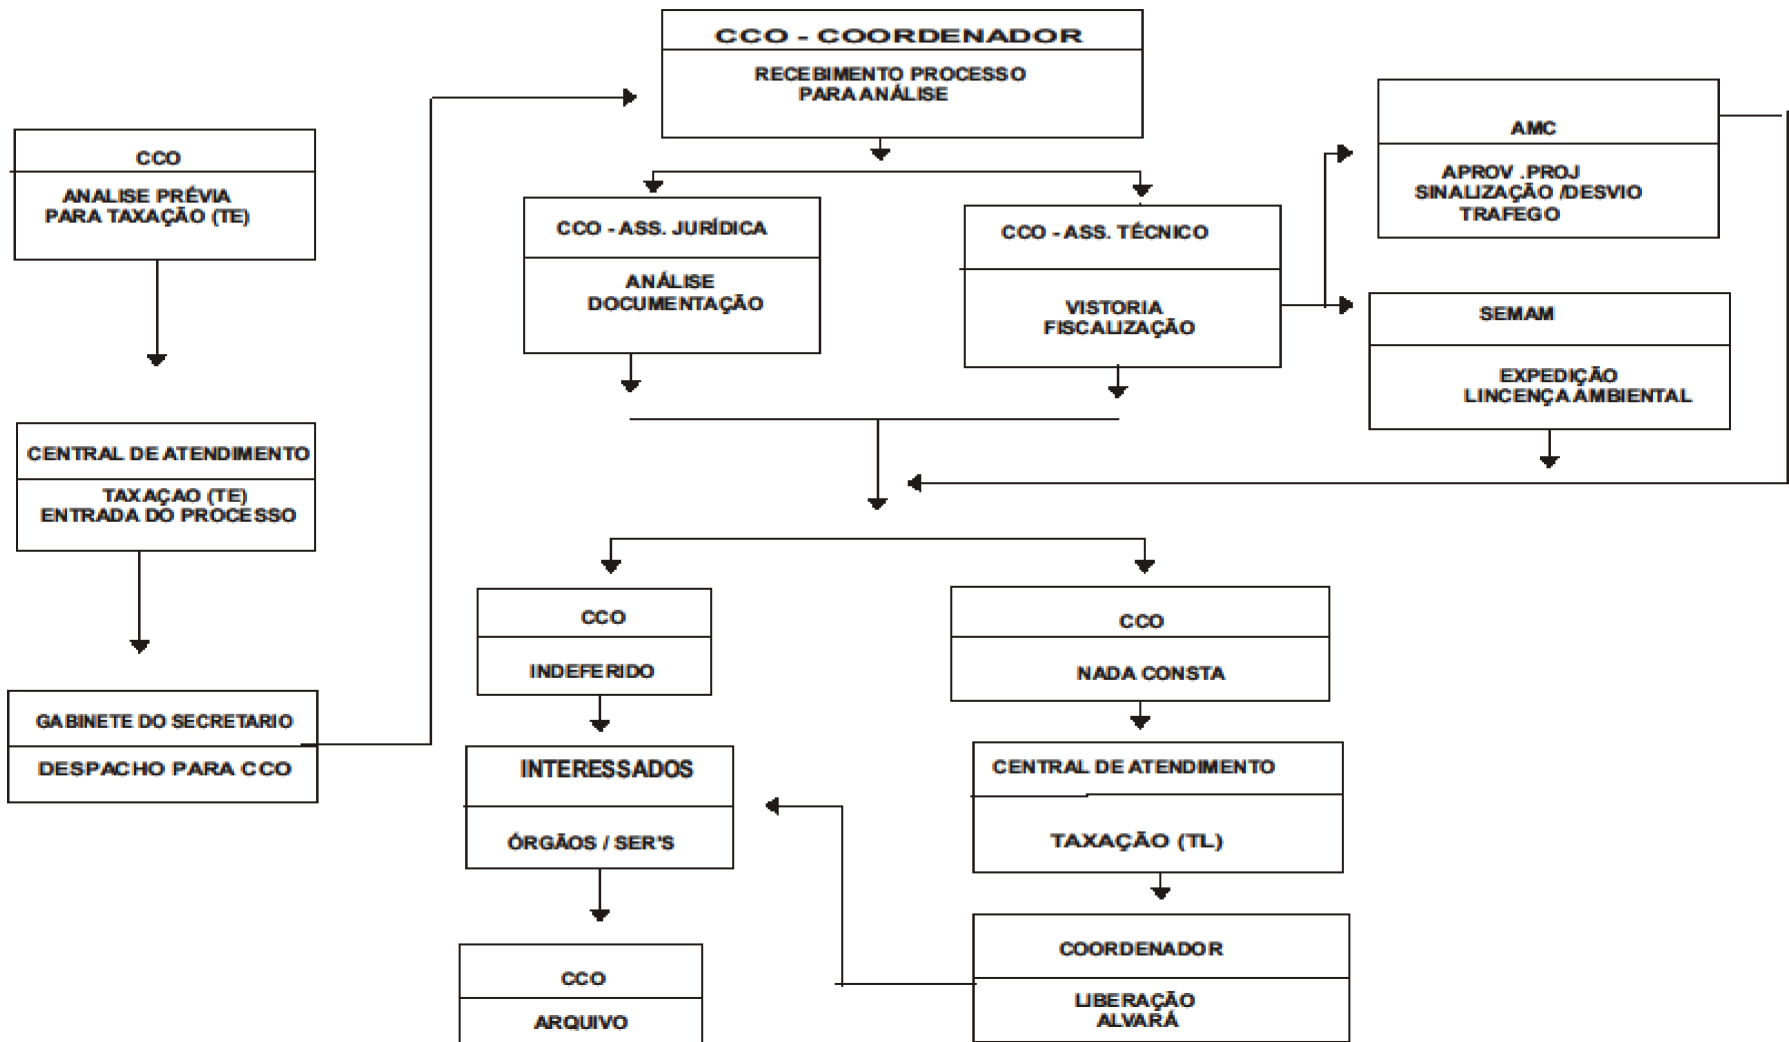 CCO - COORDENADOR
RECEBIMENTO PROCESSO
PARA ANÁLISE
CCO
ANALISE PRÉVIA
PARA TAXAÇÃO (TE)
CENTRAL DE ATENDIMENTO
TAXAÇAO (TE)
ENTRADA DO PROCESSO
GABINETE DO SECRETARIO
DESPACHO PARA CCO
CCO - ASS. JURÍDICA
ANÁLISE
DOCUMENTAÇÃO
CCO - ASS. TÉCNICO
VISTORIA
FISCALIZAÇÃO
AMC
APROV .PROJ
SINALIZAÇÃO /DESVIO
TRAFEGO
SEMAM
EXPEDIÇÃO
LINCENÇA AMBIENTAL
CCO
INDEFERIDO
INTERESSADOS
ÓRGÃOS / SER'S
CCO
ARQUIVO
CCO
NADA CONSTA
CENTRAL DE ATENDIMENTO
TAXAÇÃO (TL)
COORDENADOR
LIBERAÇÃO
ALVARÁ